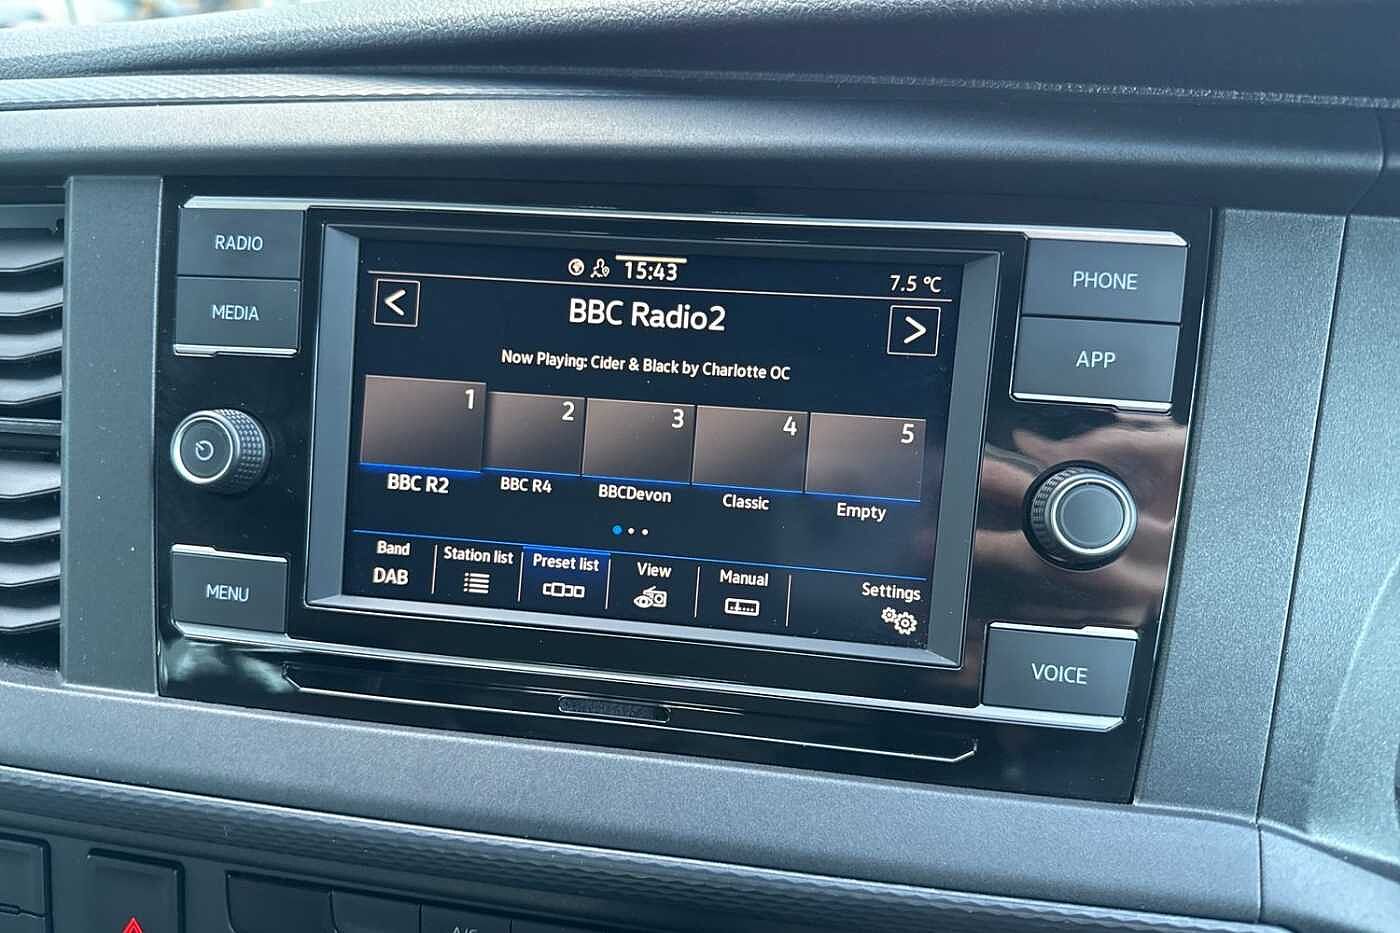 RADIO
MEDIA
MENU
15:43
7.5 °C
<
BBC Radio2
>
Now Playing: Cider & Black by Charlotte OC
1
2
3
4
5
BBC R2
BBC R4
BBCDevon
Classic
Empty
Band
DAB
Station list
Preset list
View
Manual
Settings
PHONE
APP
VOICE
A/C